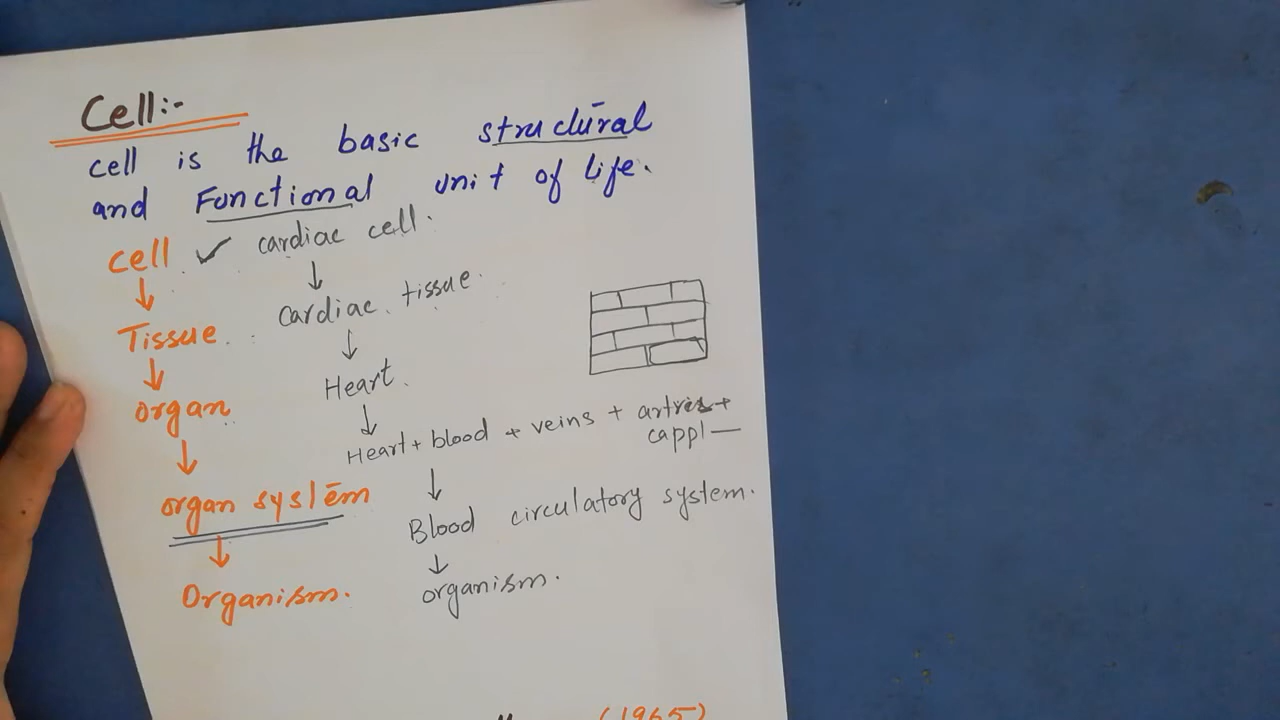 Cell:-
cell is the basic structural
and Functional unit of life.
cell ✓ cardiac cell.
↓ ↓
Tissue. cardiac tissue.
↓ ↓
organ Heart.
↓ ↓
Heart + blood + veins + artries +
cappl —
↓
organ system Blood circulatory system.
↓ ↓
Organism. organism.
(1965)